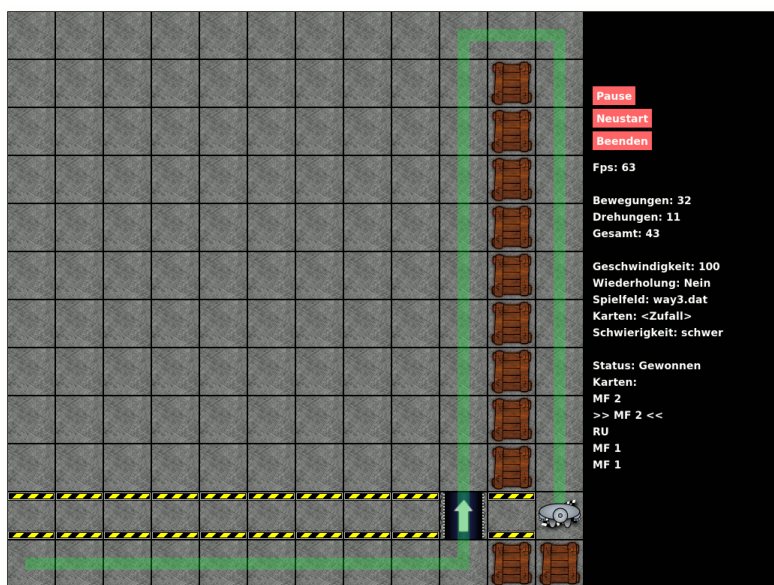 Pause
Neustart
Beenden
Fps: 63
Bewegungen: 32
Drehungen: 11
Gesamt: 43
Geschwindigkeit: 100
Wiederholung: Nein
Spielfeld: way3.dat
Karten: <Zufall>
Schwierigkeit: schwer
Status: Gewonnen
Karten:
MF 2
>> MF 2 <<
RU
MF 1
MF 1